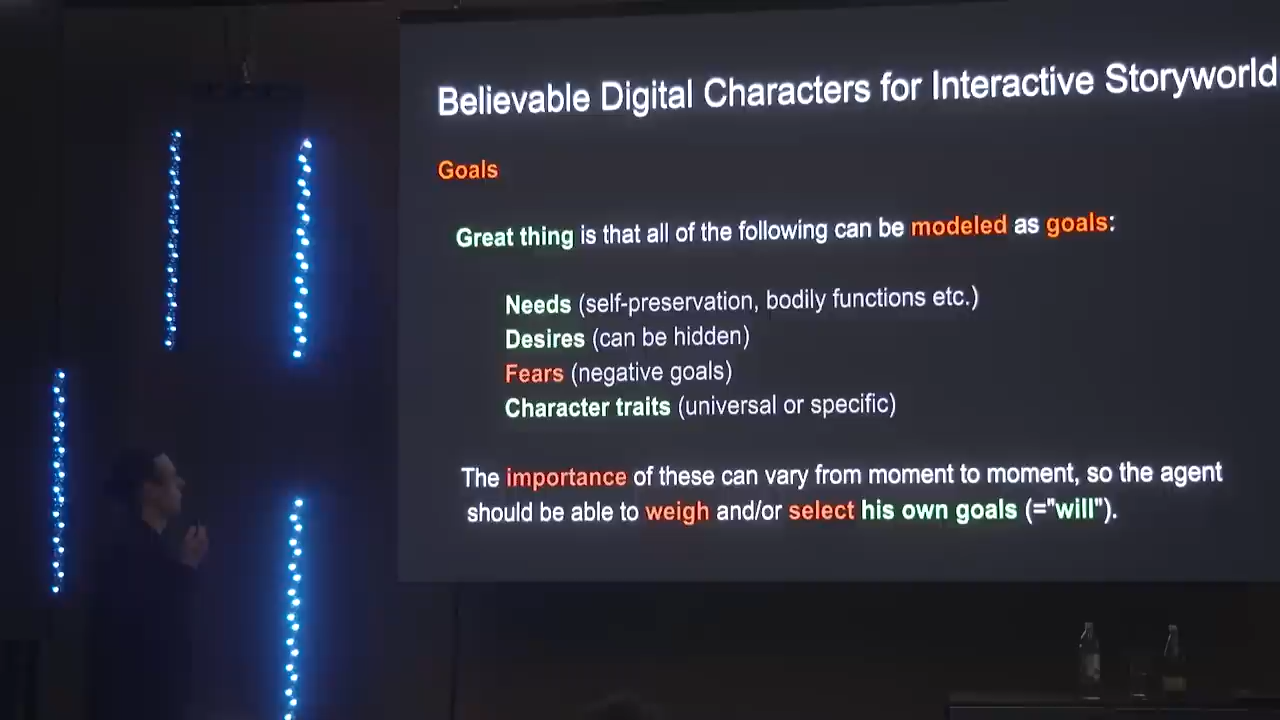 Believable Digital Characters for Interactive Storyworld
Goals
Great thing is that all of the following can be modeled as goals:
Needs (self-preservation, bodily functions etc.)
Desires (can be hidden)
Fears (negative goals)
Character traits (universal or specific)
The importance of these can vary from moment to moment, so the agent
should be able to weigh and/or select his own goals (="will").